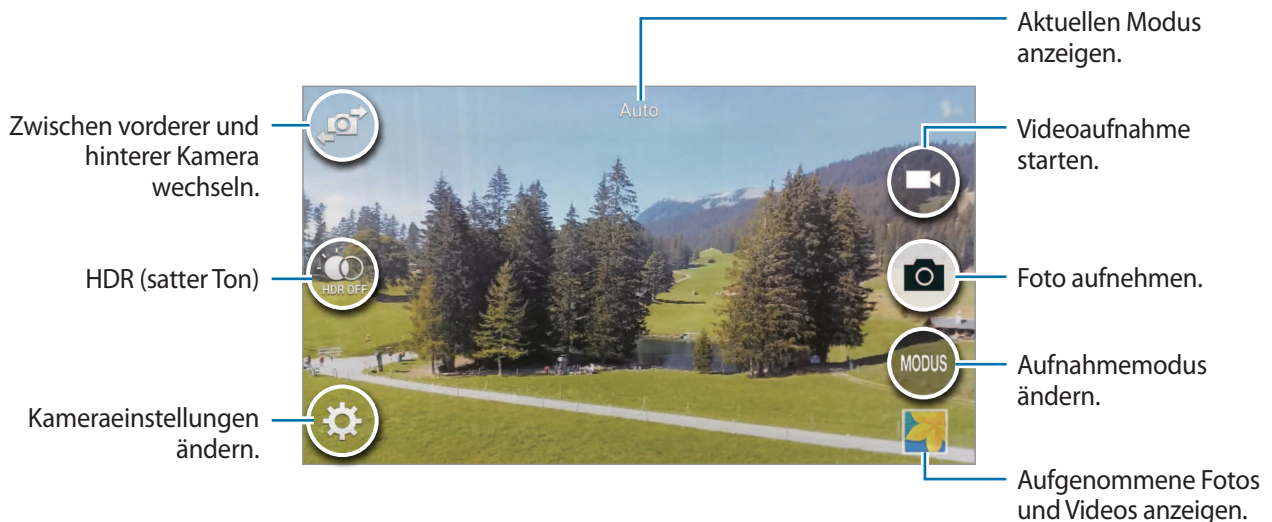 Aktuellen Modus
anzeigen.
Auto
Zwischen vorderer und
hinterer Kamera
wechseln.
Videoaufnahme
starten.
HDR (satter Ton)
HDR OFF
Foto aufnehmen.
MODUS
Aufnahmemodus
ändern.
Kameraeinstellungen
ändern.
Aufgenommene Fotos
und Videos anzeigen.